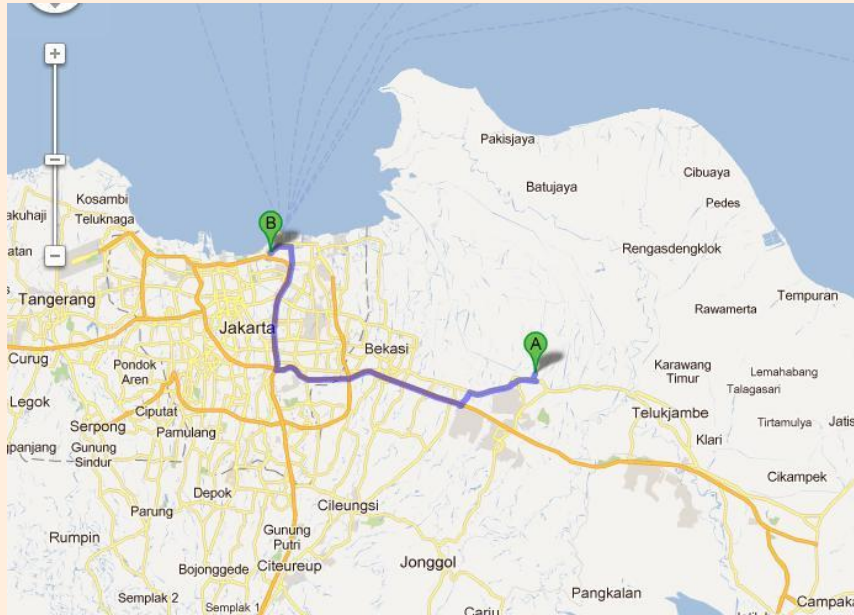 Pakisjaya
Cibuaya
Batujaya
Pedes
Kosambi
Teluknaga
akuhaji
B
Rengasdengklok
atan
Tangerang
Tempuran
Rawamerta
Jakarta
A
Bekasi
Curug
Pondok
Aren
Karawang
Timur
Lemahabang
Talagasari
Legok
Ciputat
Telukjambe
Tirtamulya
Jatis
Serpong
Pamulang
Klari
npanjang
Gunung
Sindur
Cikampek
Depok
Parung
Cileungsi
Rumpin
Gunung
Putri
Jonggol
Bojonggede
Citeureup
Pangkalan
Semplak 2
Semplak 1
Cariu
Campaka